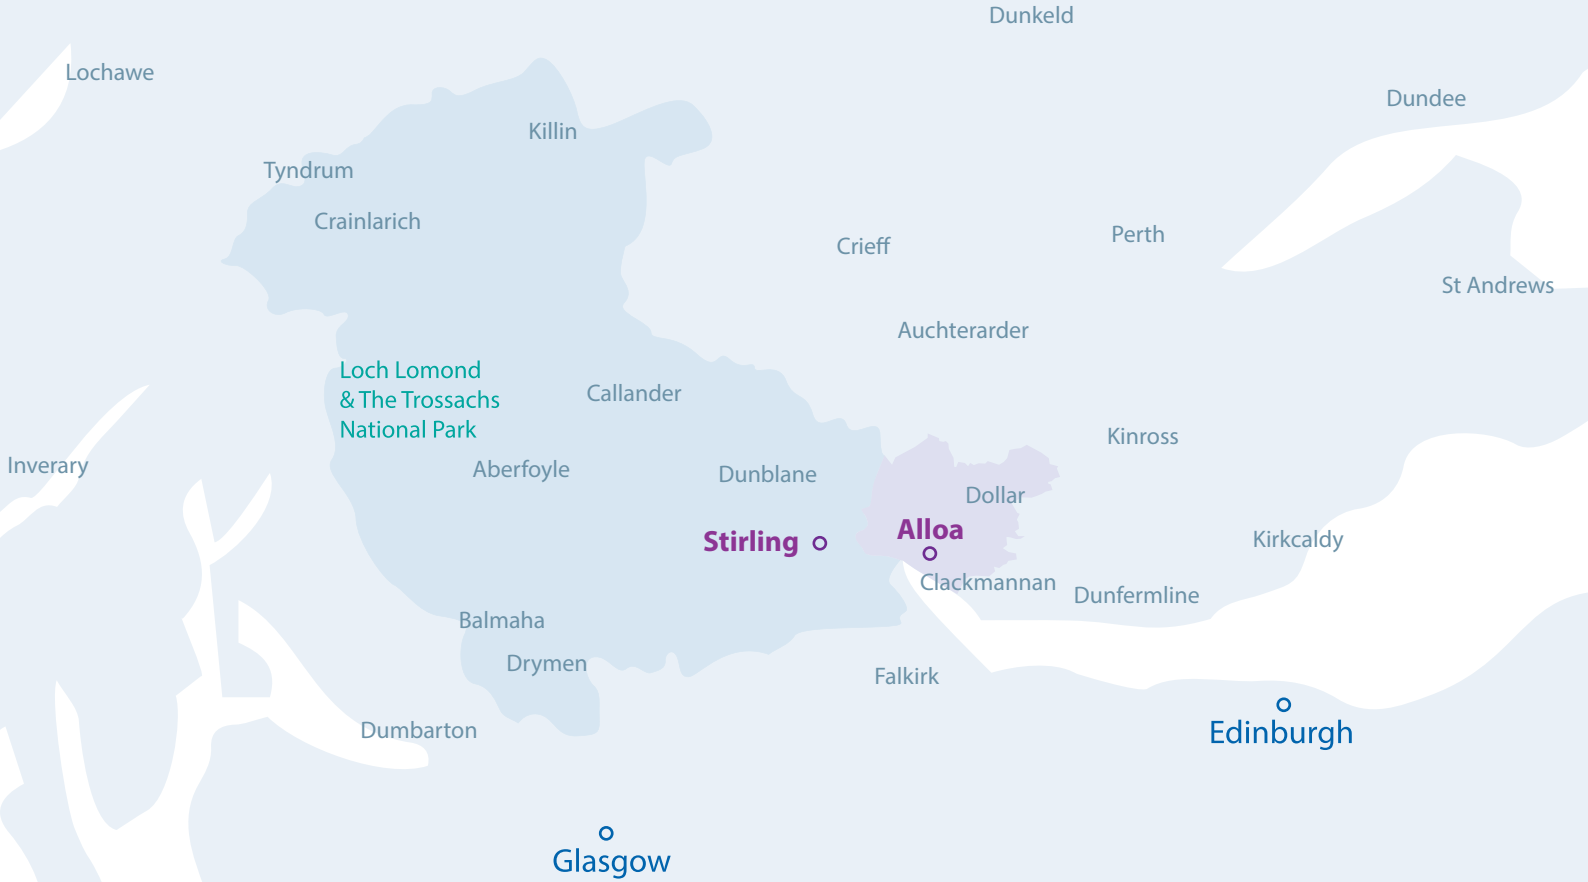 Dunkeld
Lochawe
Dundee
Killin
Tyndrum
Crainlarich
Crieff
Perth
St Andrews
Auchterarder
Loch Lomond
& The Trossachs
National Park
Callander
Kinross
Inverary
Aberfoyle
Dunblane
Dollar
Alloa
Stirling
Kirkcaldy
Clackmannan
Dunfermline
Balmaha
Drymen
Falkirk
Dumbarton
Edinburgh
Glasgow